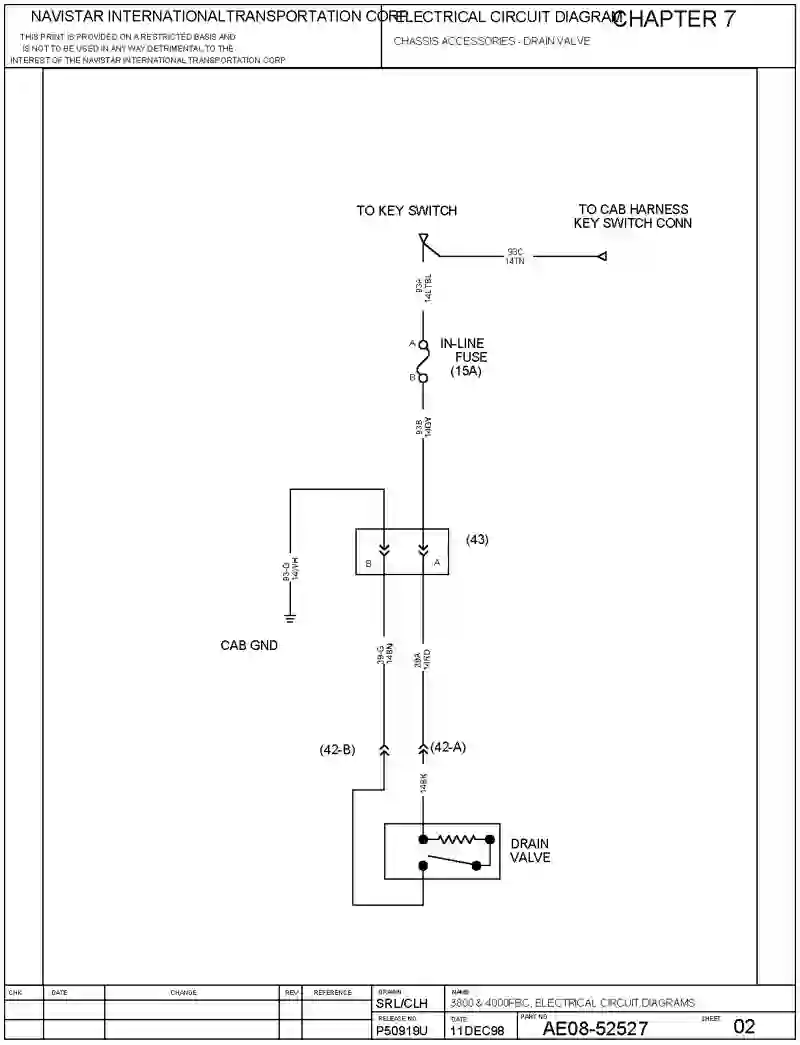 NAVISTAR INTERNATIONAL TRANSPORTATION CORP.
ELECTRICAL CIRCUIT DIAGRAM
CHAPTER 7
THIS PRINT IS PROVIDED ON A RESTRICTED BASIS AND
IS NOT TO BE USED IN ANY WAY DETRIMENTAL TO THE
INTEREST OF THE NAVISTAR INTERNATIONAL TRANSPORTATION CORP
CHASSIS ACCESSORIES - DRAIN VALVE
TO KEY SWITCH
TO CAB HARNESS
KEY SWITCH CONN
93C
14TN
93A
14LTBL
A
IN-LINE
FUSE
(15A)
B
93B
14GY
(43)
B
A
93-G
14WH
CAB GND
39-G
14BN
14RD
(42-B)
(42-A)
14BK
DRAIN
VALVE
CHK
DATE
CHANGE
REV
REFERENCE
DRAWN
SRL/CLH
NAME
3800 & 4000FBC, ELECTRICAL CIRCUIT DIAGRAMS
RELEASE NO.
P50919U
DATE
11DEC98
PART NO.
AE08-52527
SHEET
02